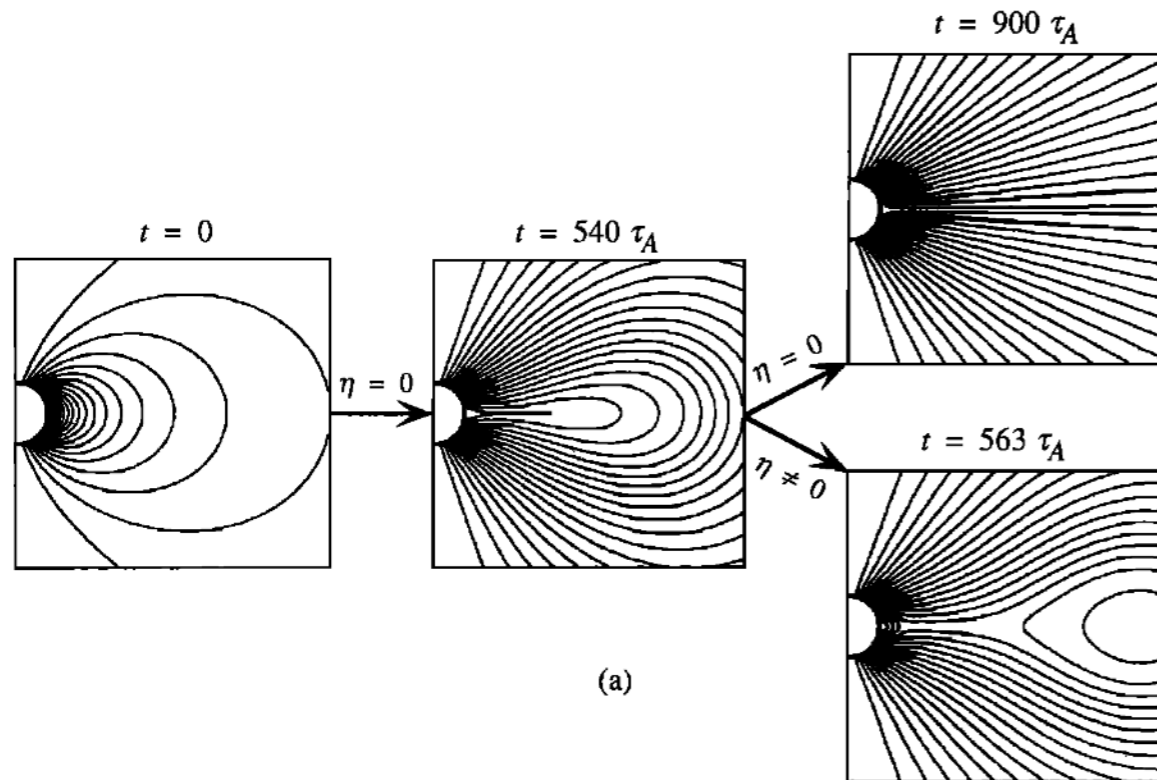 t = 900 τ_A
t = 0
t = 540 τ_A
η = 0
η = 0
t = 563 τ_A
η ≠ 0
(a)